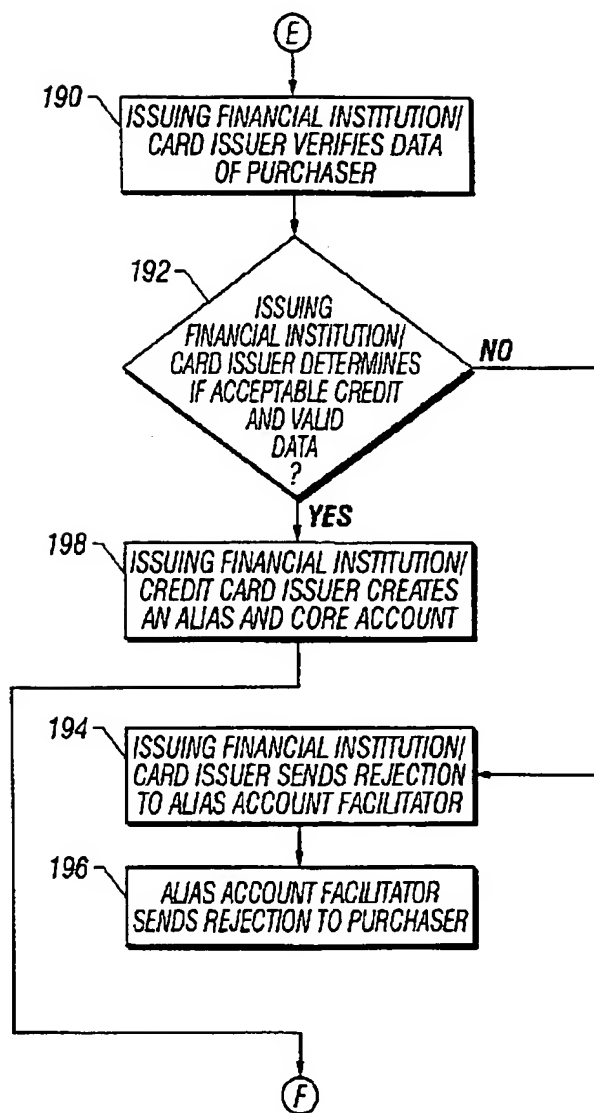 E
190
ISSUING FINANCIAL INSTITUTION/
CARD ISSUER VERIFIES DATA
OF PURCHASER
192
ISSUING
FINANCIAL INSTITUTION/
CARD ISSUER DETERMINES
IF ACCEPTABLE CREDIT
AND VALID
DATA
?
NO
YES
198
ISSUING FINANCIAL INSTITUTION/
CREDIT CARD ISSUER CREATES
AN ALIAS AND CORE ACCOUNT
194
ISSUING FINANCIAL INSTITUTION/
CARD ISSUER SENDS REJECTION
TO ALIAS ACCOUNT FACILITATOR
196
ALIAS ACCOUNT FACILITATOR
SENDS REJECTION TO PURCHASER
F